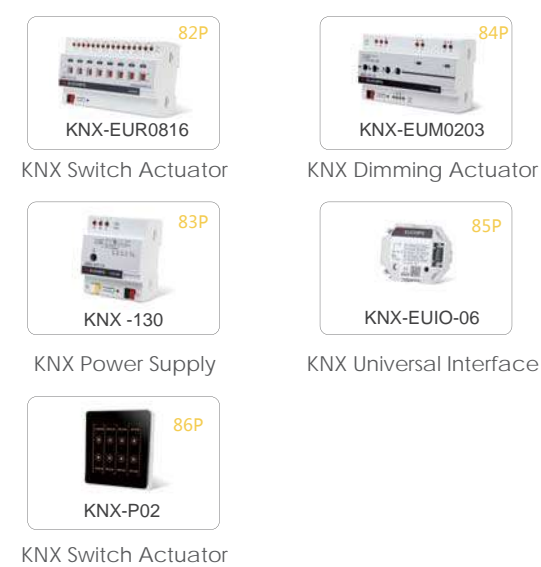 82P
KNX-EUR0816
KNX Switch Actuator
84P
KNX-EUM0203
KNX Dimming Actuator
83P
KNX -130
KNX Power Supply
85P
KNX-EUIO-06
KNX Universal Interface
86P
KNX-P02
KNX Switch Actuator